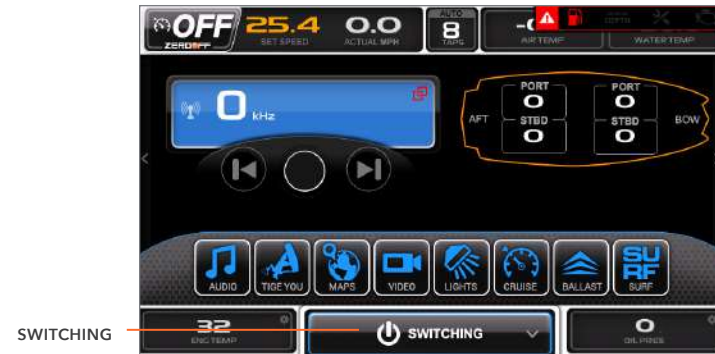 OFF 25.4 0.0 AUTO 8
ZEROOFF SET SPEED ACTUAL MPH TAPS AIR TEMP WATER TEMP
DEPTH
0 kHz
AFT PORT 0 PORT 0 BOW
STBD 0 STBD 0
SURF
AUDIO TIGE YOU MAPS VIDEO LIGHTS CRUISE BALLAST SURF
SWITCHING
32 SWITCHING 0
ENG TEMP OIL PRES